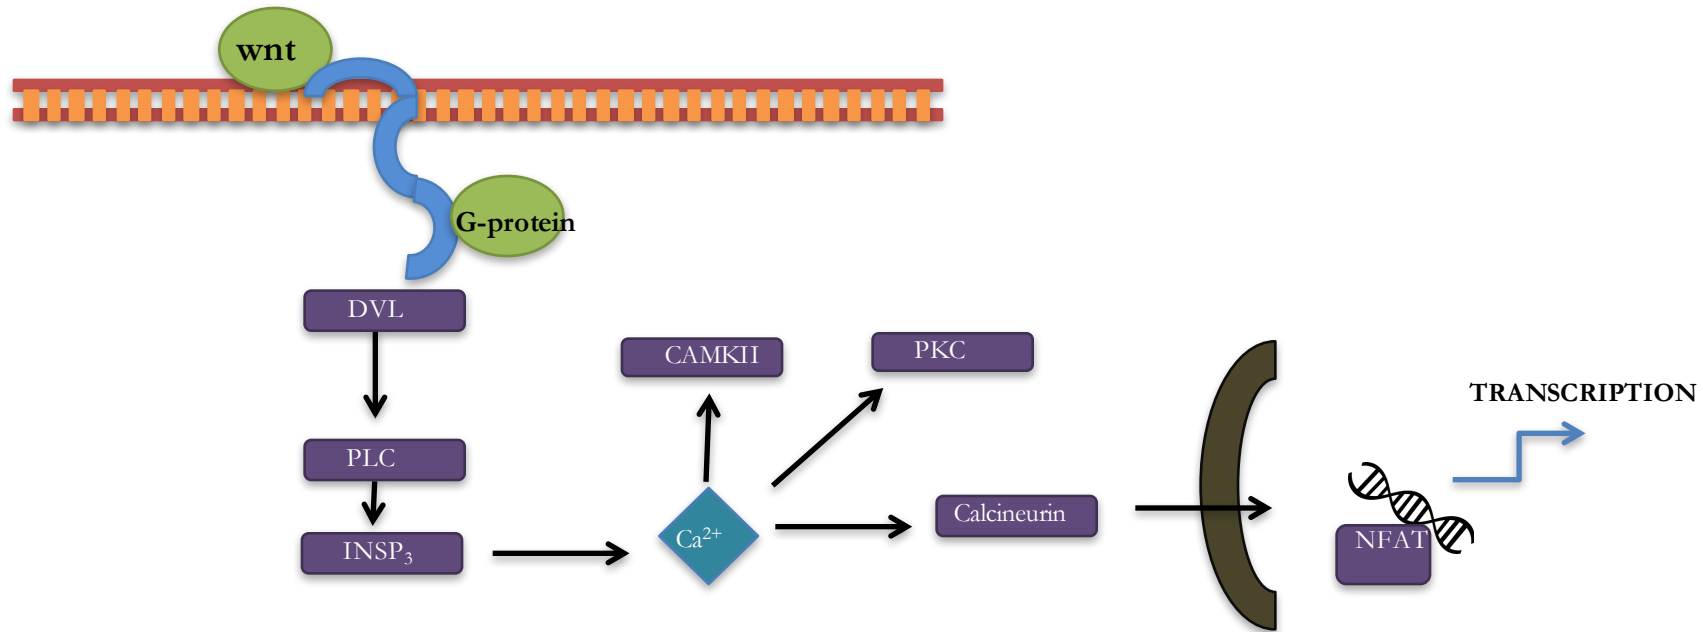 wnt
G-protein
DVL
CAMKII
PKC
TRANSCRIPTION
PLC
Calcineurin
Ca²⁺
NFAT
INSP₃